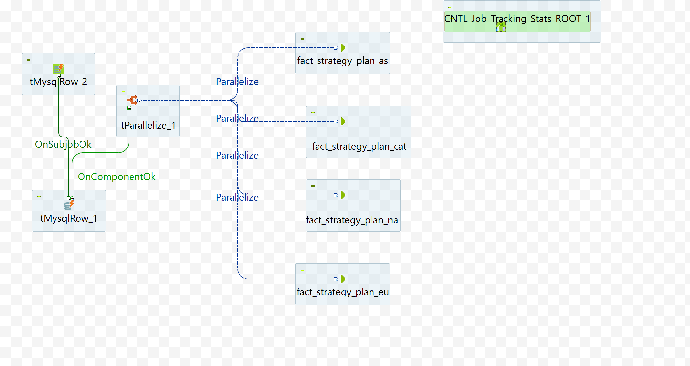 CNTL Job Tracking Stats ROOT 1
fact_strategy_plan_as
tMysqlRow_2
Parallelize
tParallelize_1
Parallelize
OnSubjobOk
fact_strategy_plan_cat
Parallelize
OnComponentOk
Parallelize
tMysqlRow_1
fact_strategy_plan_na
fact_strategy_plan_eu